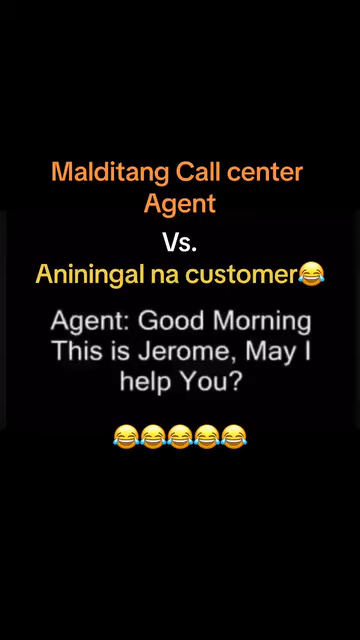 Malditang Call center
Agent
Vs.
Aniningal na customer😂
Agent: Good Morning
This is Jerome, May I
help You?
😂😂😂😂😂